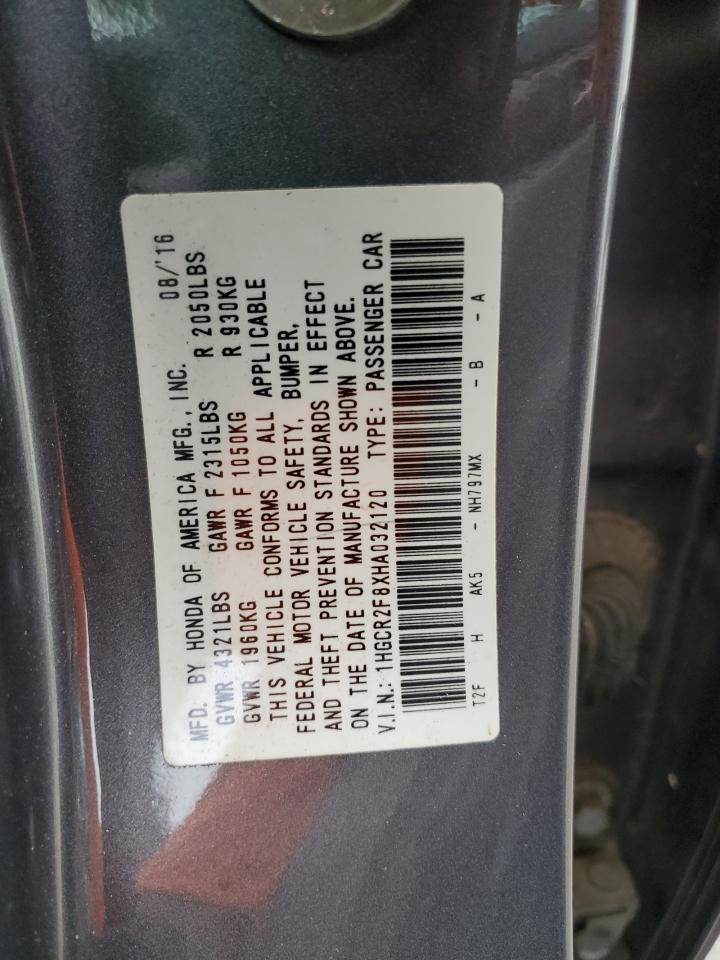 MFD. BY HONDA OF AMERICA MFG., INC. 08/'16
GVWR 4321LBS GAWR F 2315LBS R 2050LBS
GVWR 1960KG GAWR F 1050KG R 930KG
THIS VEHICLE CONFORMS TO ALL APPLICABLE
FEDERAL MOTOR VEHICLE SAFETY, BUMPER,
AND THEFT PREVENTION STANDARDS IN EFFECT
ON THE DATE OF MANUFACTURE SHOWN ABOVE.
V.I.N.: 1HGCR2F8XHA032120 TYPE: PASSENGER CAR
T2F H AK5 - NH797MX - B - A